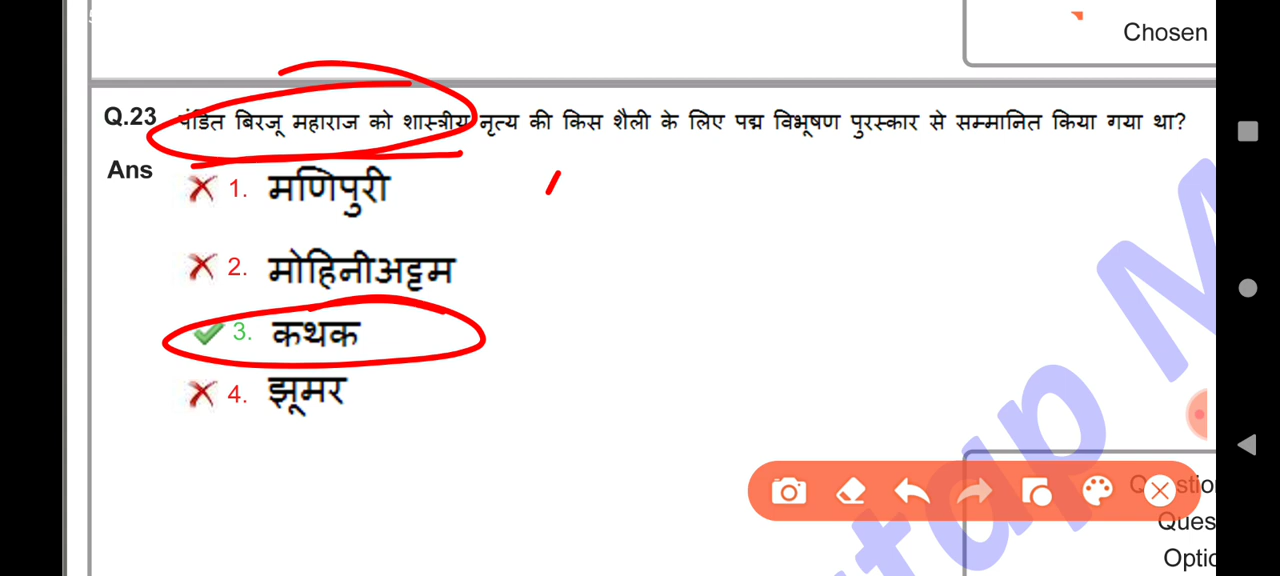 Chosen
Q.23 पंडित बिरजू महाराज को शास्त्रीय नृत्य की किस शैली के लिए पद्म विभूषण पुरस्कार से सम्मानित किया गया था?
Ans
1. मणिपुरी
2. मोहिनीअट्टम
3. कथक
4. झूमर
Ques
Optic